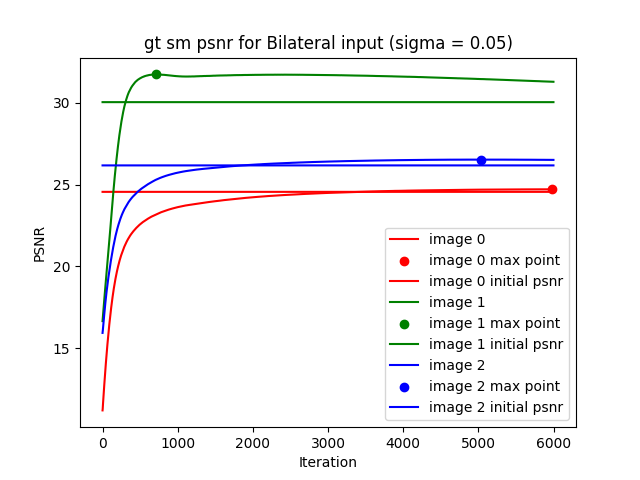 gt sm psnr for Bilateral input (sigma = 0.05)
PSNR
30
25
20
15
image 0
image 0 max point
image 0 initial psnr
image 1
image 1 max point
image 1 initial psnr
image 2
image 2 max point
image 2 initial psnr
0 1000 2000 3000 4000 5000 6000
Iteration